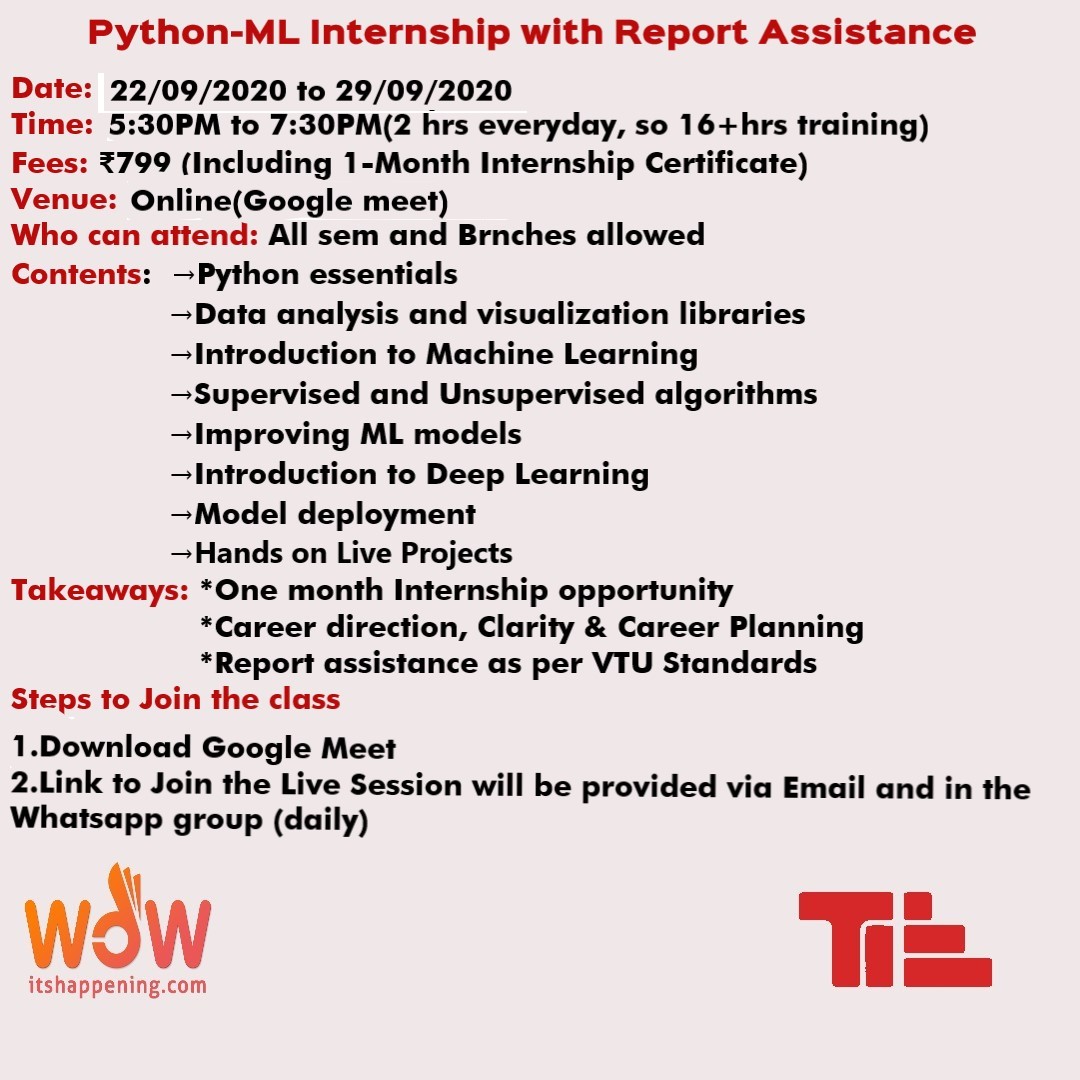 Python-ML Internship with Report Assistance
Date: 22/09/2020 to 29/09/2020
Time: 5:30PM to 7:30PM(2 hrs everyday, so 16+hrs training)
Fees: ₹799 (Including 1-Month Internship Certificate)
Venue: Online(Google meet)
Who can attend: All sem and Brnches allowed
Contents: →Python essentials
→Data analysis and visualization libraries
→Introduction to Machine Learning
→Supervised and Unsupervised algorithms
→Improving ML models
→Introduction to Deep Learning
→Model deployment
→Hands on Live Projects
Takeaways: *One month Internship opportunity
*Career direction, Clarity & Career Planning
*Report assistance as per VTU Standards
Steps to Join the class
1.Download Google Meet
2.Link to Join the Live Session will be provided via Email and in the
Whatsapp group (daily)
wow
itshappening.com